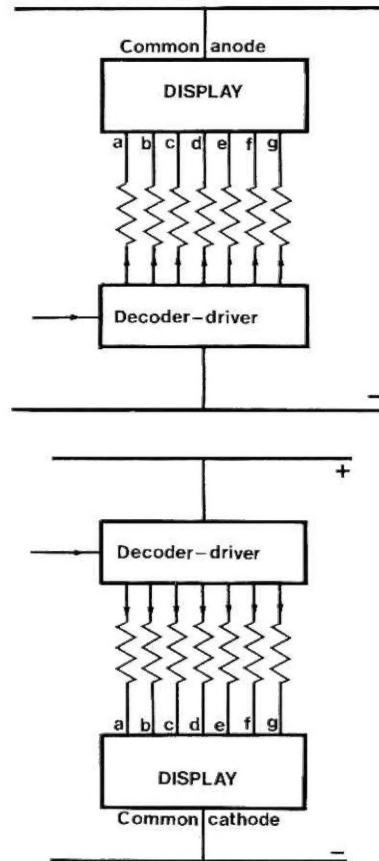 Common anode
DISPLAY
a b c d e f g
Decoder–driver
–
+
Decoder–driver
a b c d e f g
DISPLAY
Common cathode
–